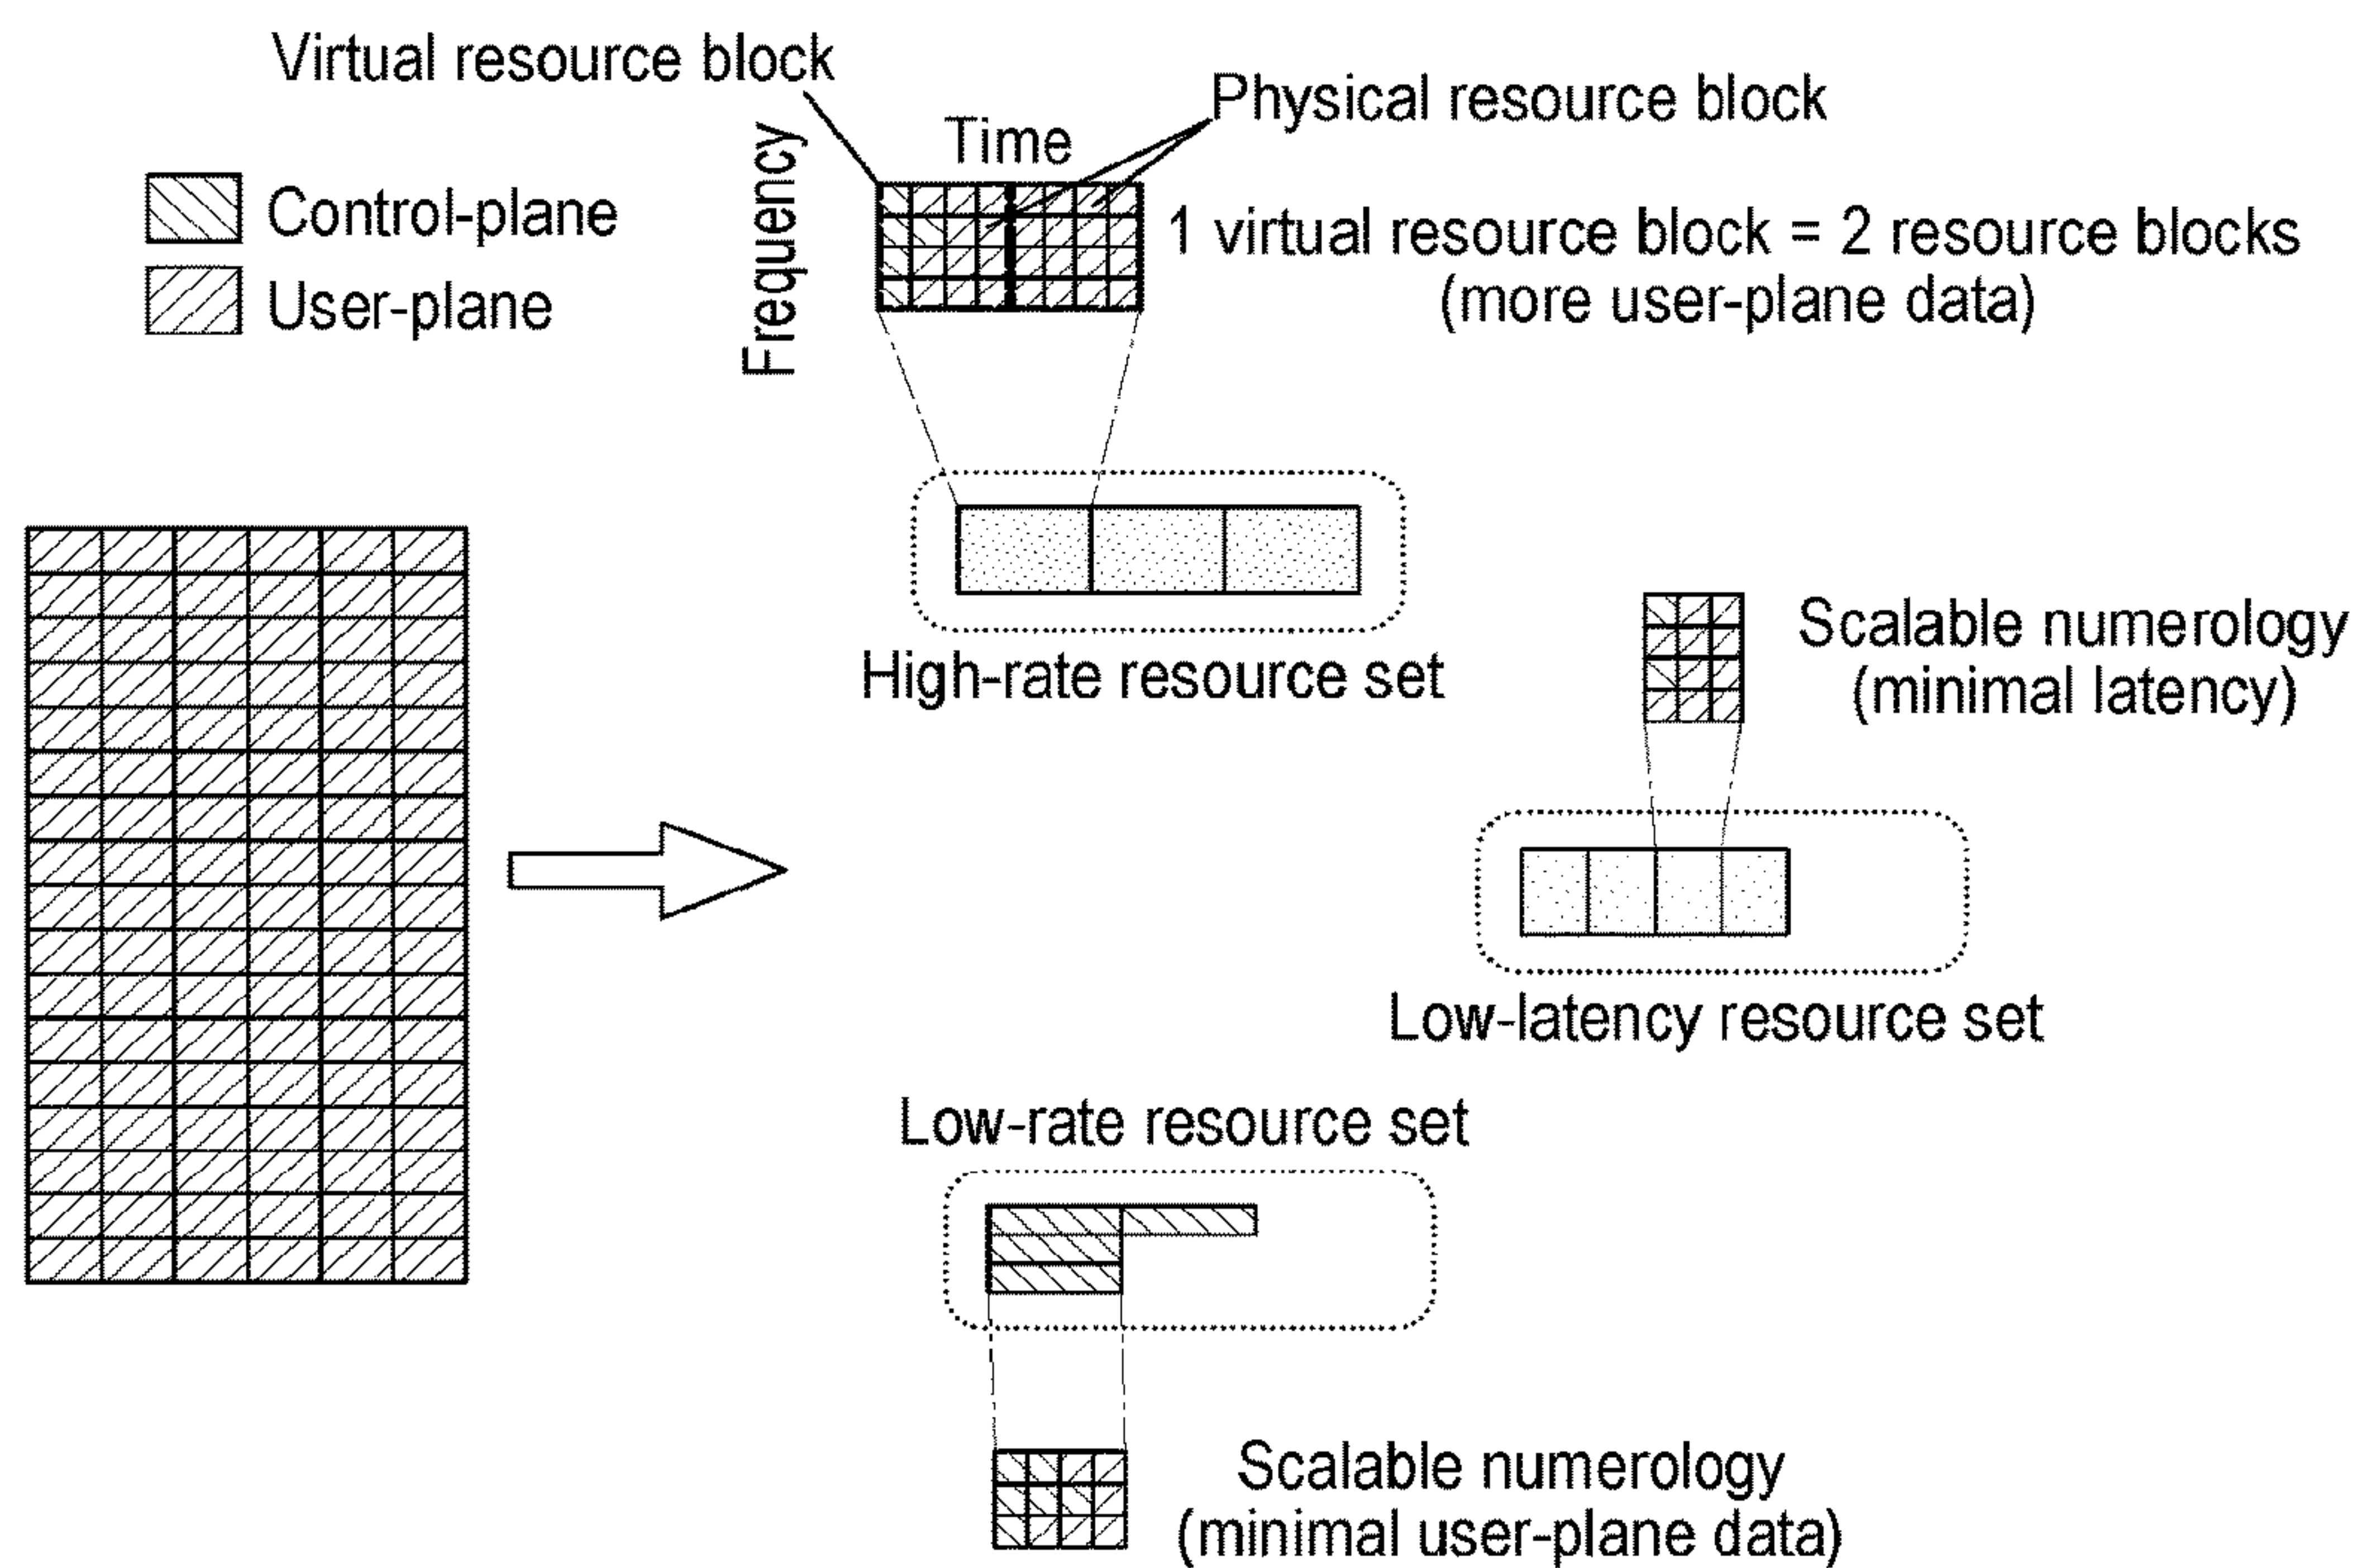 Virtual resource block
Physical resource block
Time
Frequency
Control-plane
User-plane
1 virtual resource block = 2 resource blocks
(more user-plane data)
High-rate resource set
Scalable numerology
(minimal latency)
Low-latency resource set
Low-rate resource set
Scalable numerology
(minimal user-plane data)